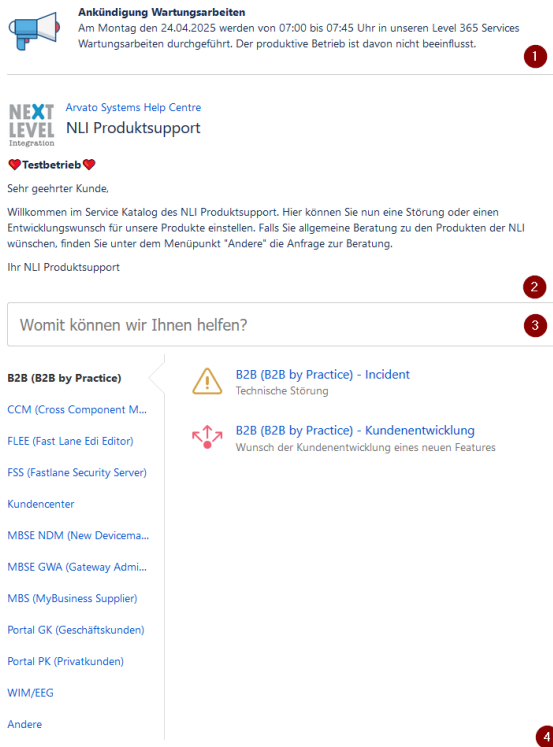 Ankündigung Wartungsarbeiten
Am Montag den 24.04.2025 werden von 07:00 bis 07:45 Uhr in unseren Level 365 Services
Wartungsarbeiten durchgeführt. Der produktive Betrieb ist davon nicht beeinflusst.
1
NEXT
LEVEL
Integration
Arvato Systems Help Centre
NLI Produktsupport
Testbetrieb
Sehr geehrter Kunde,
Willkommen im Service Katalog des NLI Produktsupport. Hier können Sie nun eine Störung oder einen
Entwicklungswunsch für unsere Produkte einstellen. Falls Sie allgemeine Beratung zu den Produkten der NLI
wünschen, finden Sie unter dem Menüpunkt "Andere" die Anfrage zur Beratung.
Ihr NLI Produktsupport
2
Womit können wir Ihnen helfen?
3
B2B (B2B by Practice)
CCM (Cross Component M...
FLEE (Fast Lane Edi Editor)
FSS (Fastlane Security Server)
Kundencenter
MBSE NDM (New Devicema...
MBSE GWA (Gateway Admi...
MBS (MyBusiness Supplier)
Portal GK (Geschäftskunden)
Portal PK (Privatkunden)
WIM/EEG
Andere
B2B (B2B by Practice) - Incident
Technische Störung
B2B (B2B by Practice) - Kundenentwicklung
Wunsch der Kundenentwicklung eines neuen Features
4